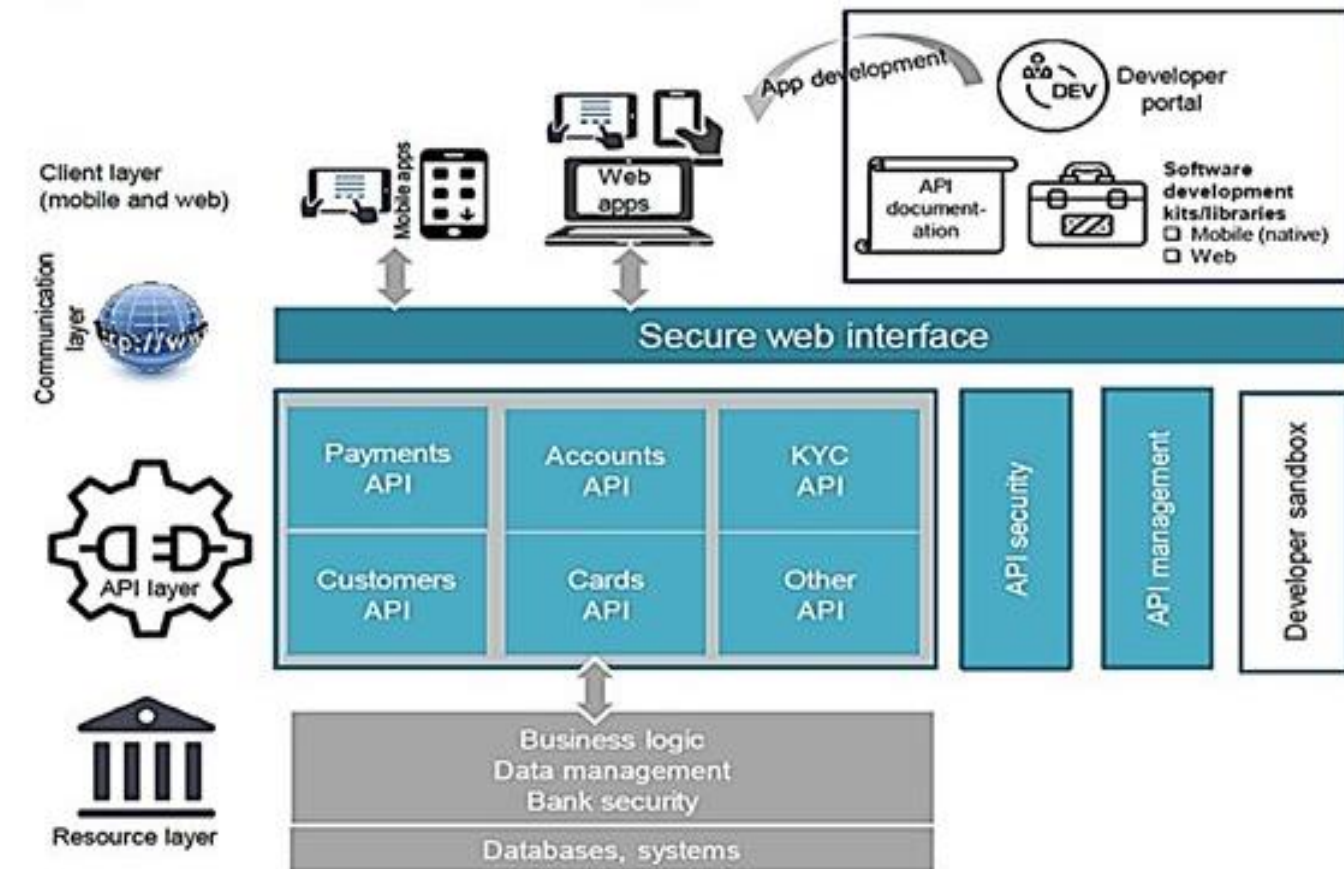 App development
DEV
Developer
portal
Client layer
(mobile and web)
Mobile apps
Web
apps
API
document-
ation
Software
development
kits/libraries
Mobile (native)
Web
Communication
layer
Secure web interface
Payments
API
Accounts
API
KYC
API
Customers
API
Cards
API
Other
API
API security
API management
Developer sandbox
API layer
Business logic
Data management
Bank security
Resource layer
Databases, systems